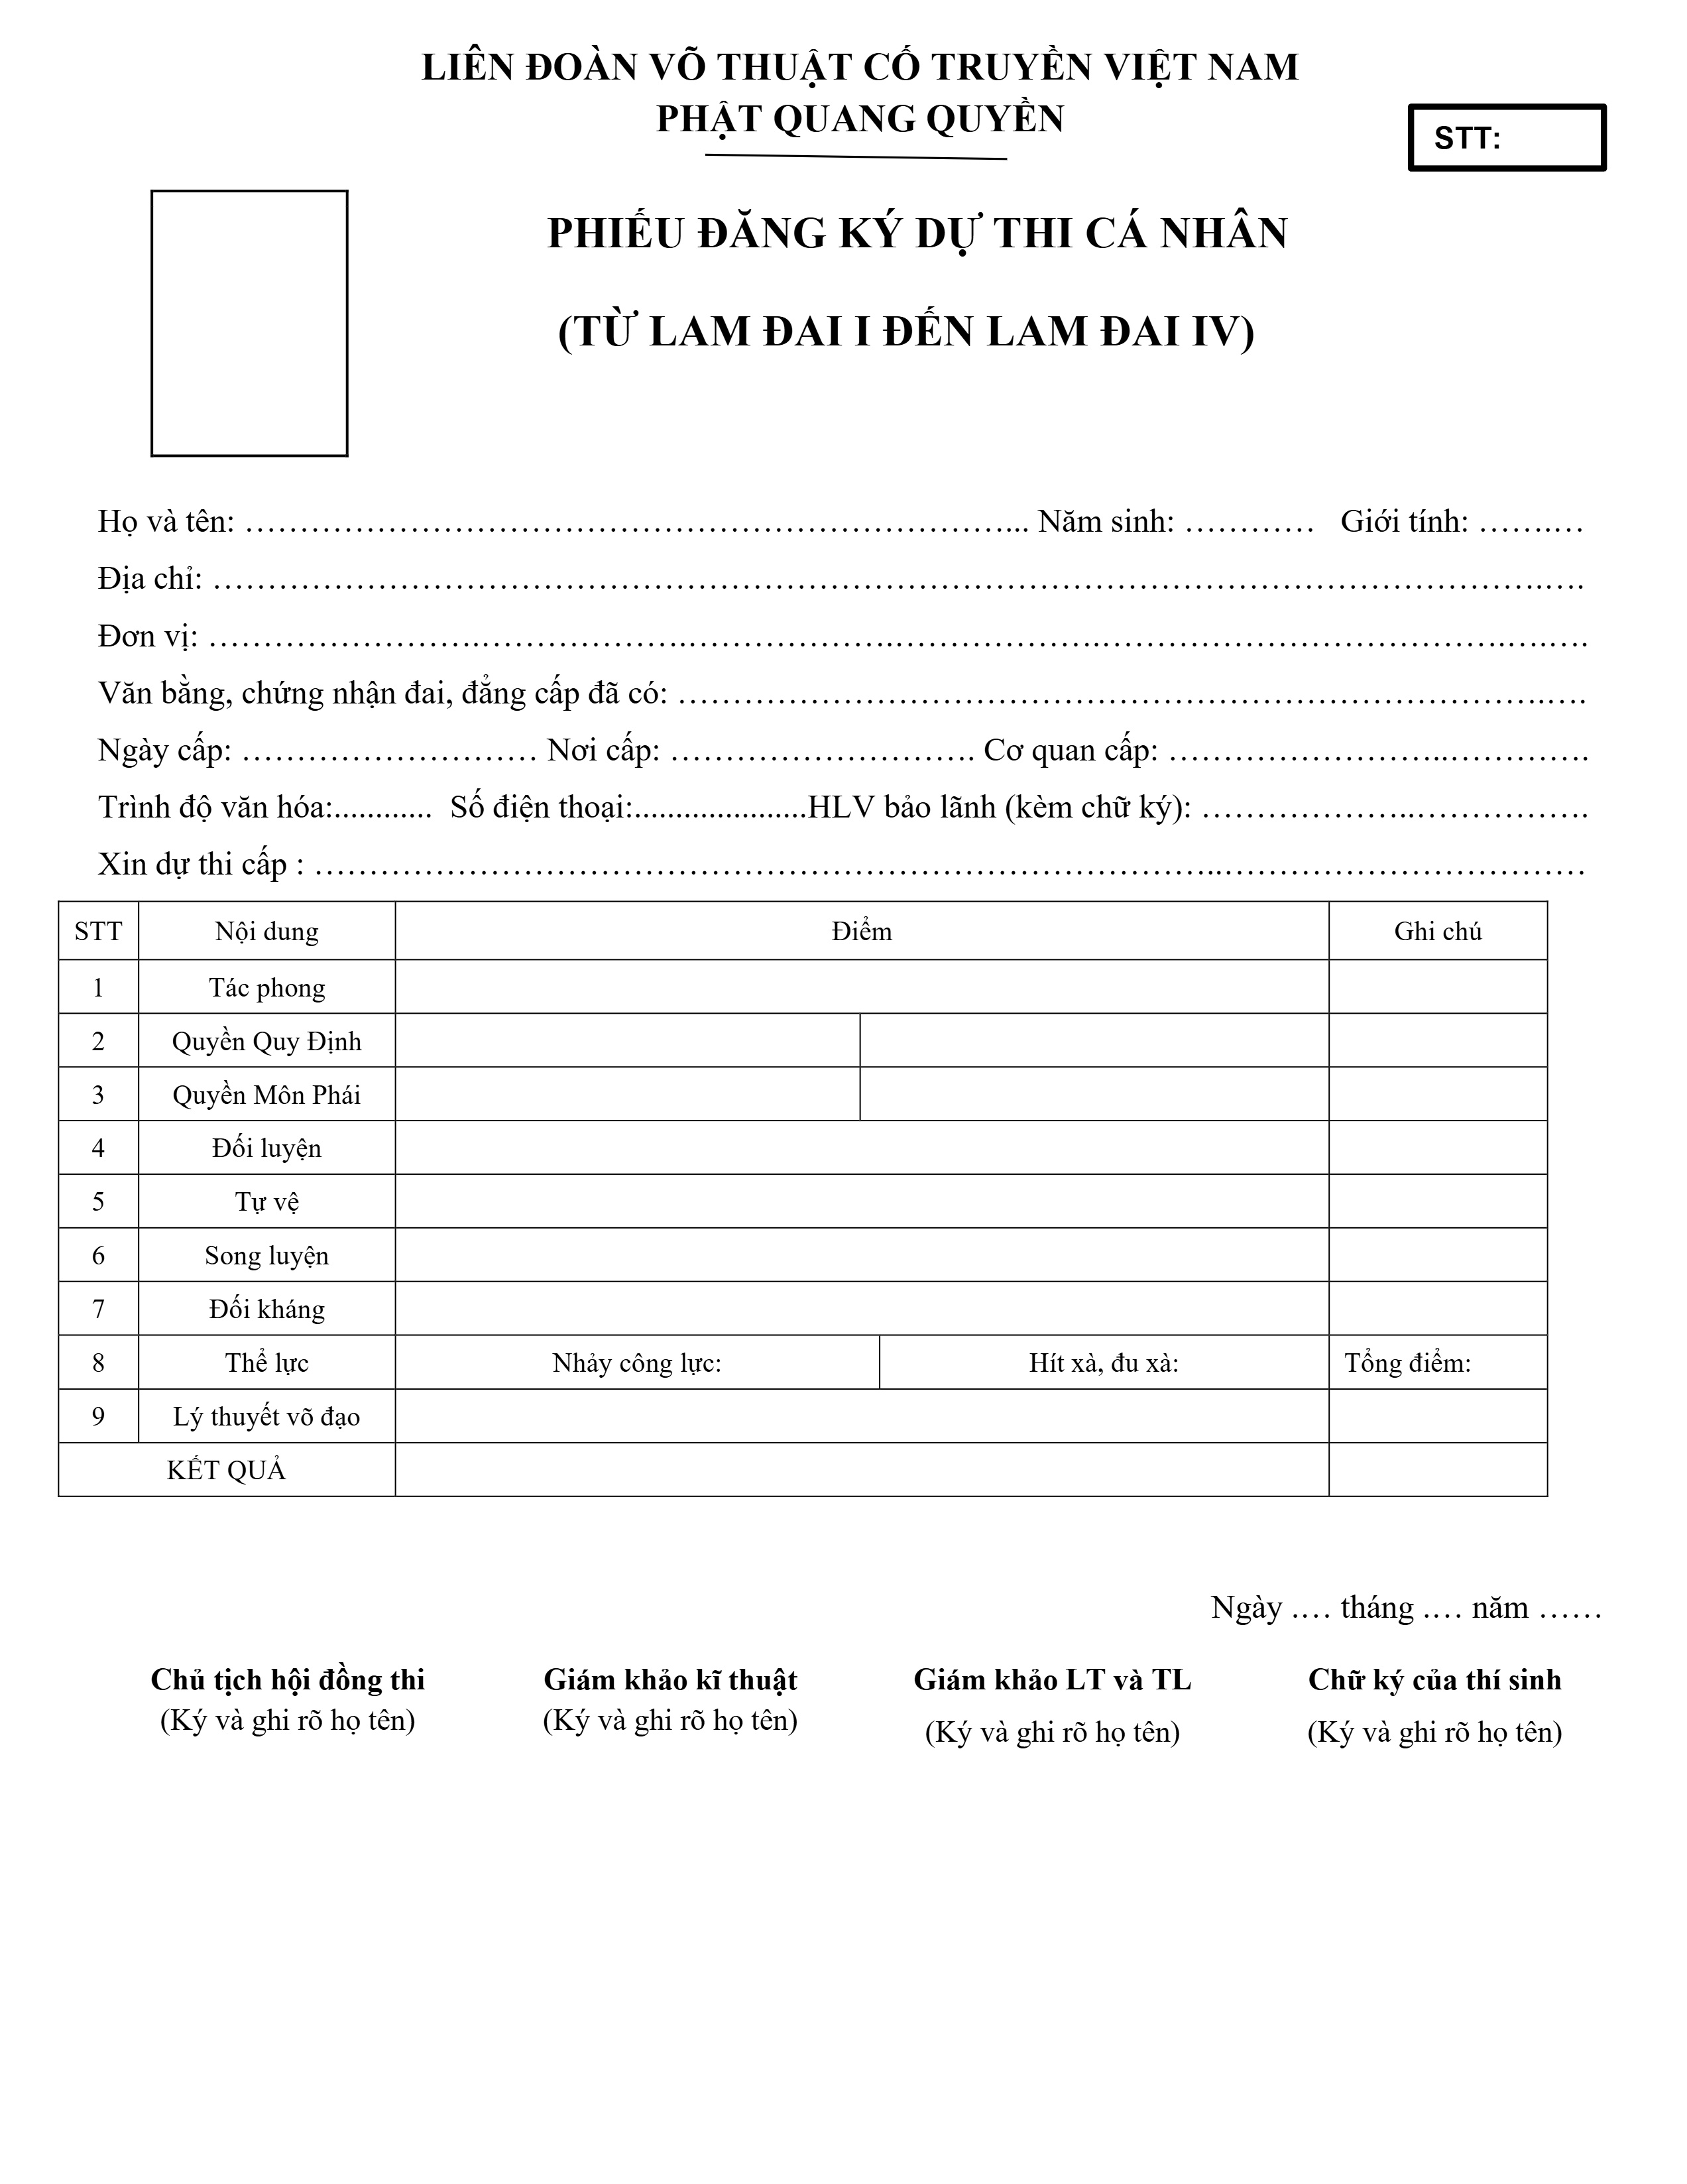 LIÊN ĐOÀN VÕ THUẬT CỔ TRUYỀN VIỆT NAM
PHẬT QUANG QUYỀN
STT:
PHIẾU ĐĂNG KÝ DỰ THI CÁ NHÂN
(TỪ LAM ĐAI I ĐẾN LAM ĐAI IV)
Họ và tên: ……………………………………………………………... Năm sinh: ………… Giới tính: …….…
Địa chỉ: ………………………………………………………………………………………………………….….
Đơn vị: …………………….……………….……………….……………….……………………………….….….
Văn bằng, chứng nhận đai, đẳng cấp đã có: …………………………………………………………………….….
Ngày cấp: ……………………… Nơi cấp: ………………………. Cơ quan cấp: ……………………..………….
Trình độ văn hóa:............ Số điện thoại:.....................HLV bảo lãnh (kèm chữ ký): ………………..…………….
Xin dự thi cấp : ………………………………………………………………………..……………………………
STT Nội dung Điểm Ghi chú
1 Tác phong
2 Quyền Quy Định
3 Quyền Môn Phái
4 Đối luyện
5 Tự vệ
6 Song luyện
7 Đối kháng
8 Thể lực Nhảy công lực: Hít xà, đu xà: Tổng điểm:
9 Lý thuyết võ đạo
KẾT QUẢ
Ngày .… tháng .… năm ……
Chủ tịch hội đồng thi Giám khảo kĩ thuật Giám khảo LT và TL Chữ ký của thí sinh
(Ký và ghi rõ họ tên) (Ký và ghi rõ họ tên) (Ký và ghi rõ họ tên) (Ký và ghi rõ họ tên)